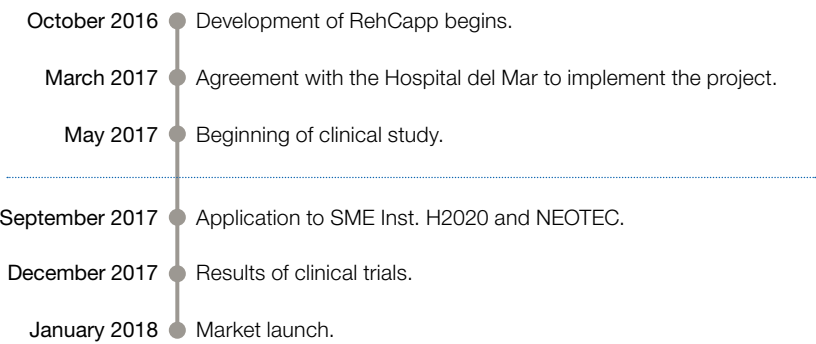 October 2016 Development of RehCapp begins.
March 2017 Agreement with the Hospital del Mar to implement the project.
May 2017 Beginning of clinical study.
September 2017 Application to SME Inst. H2020 and NEOTEC.
December 2017 Results of clinical trials.
January 2018 Market launch.